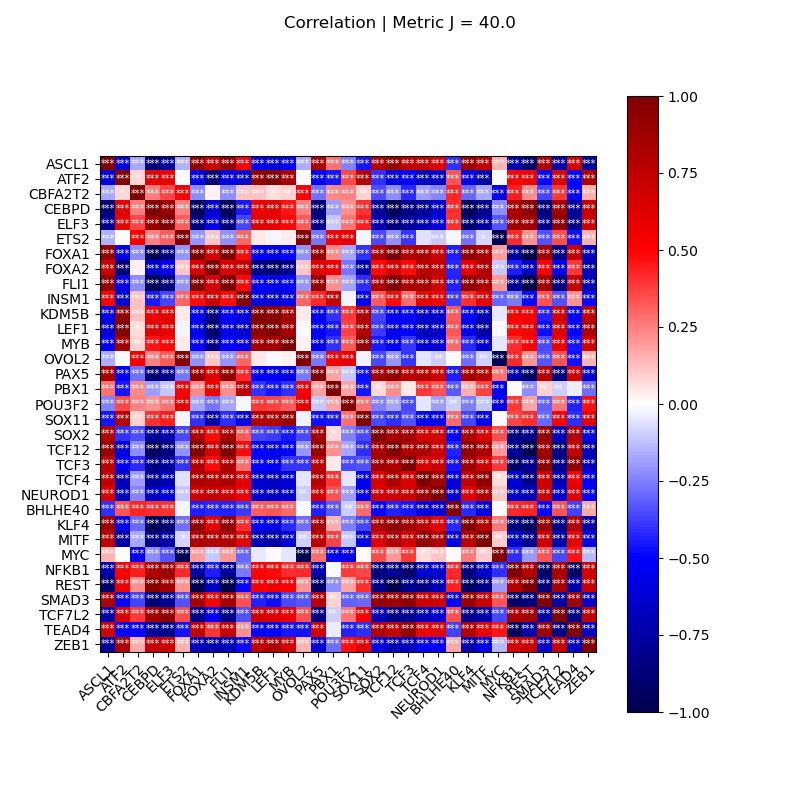 Correlation | Metric J = 40.0
ASCL1
ATF2
CBFA2T2
CEBPD
ELF3
ETS2
FOXA1
FOXA2
FLI1
INSM1
KDM5B
LEF1
MYB
OVOL2
PAX5
PBX1
POU3F2
SOX11
SOX2
TCF12
TCF3
TCF4
NEUROD1
BHLHE40
KLF4
MITF
MYC
NFKB1
REST
SMAD3
TCF7L2
TEAD4
ZEB1
ASCL1
ATF2
CBFA2T2
CEBPD
ELF3
ETS2
FOXA1
FOXA2
FLI1
INSM1
KDM5B
LEF1
MYB
OVOL2
PAX5
PBX1
POU3F2
SOX11
SOX2
TCF12
TCF3
TCF4
NEUROD1
BHLHE40
KLF4
MITF
MYC
NFKB1
REST
SMAD3
TCF7L2
TEAD4
ZEB1
1.00
0.75
0.50
0.25
0.00
−0.25
−0.50
−0.75
−1.00